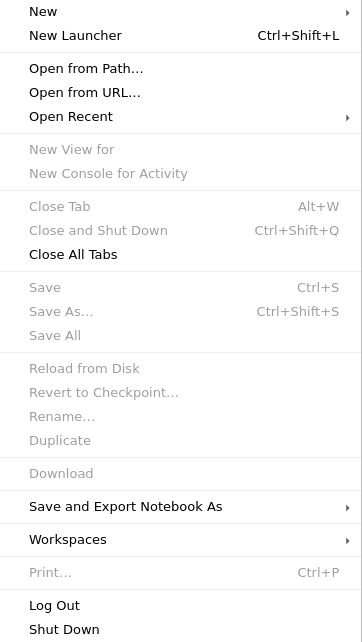 New
New Launcher Ctrl+Shift+L
Open from Path…
Open from URL…
Open Recent
New View for
New Console for Activity
Close Tab Alt+W
Close and Shut Down Ctrl+Shift+Q
Close All Tabs
Save Ctrl+S
Save As… Ctrl+Shift+S
Save All
Reload from Disk
Revert to Checkpoint…
Rename…
Duplicate
Download
Save and Export Notebook As
Workspaces
Print… Ctrl+P
Log Out
Shut Down